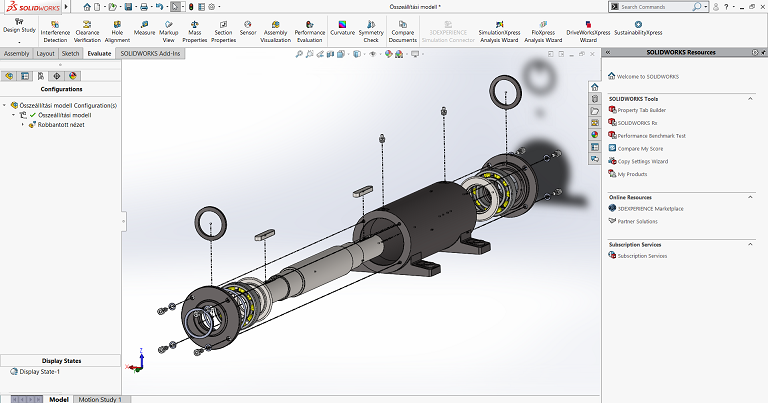 SOLIDWORKS
Összeállítási modell *
Search Commands
Design Study
Interference Detection
Clearance Verification
Hole Alignment
Measure
Markup View
Mass Properties
Section Properties
Sensor
Assembly Visualization
Performance Evaluation
Curvature
Symmetry Check
Compare Documents
3DEXPERIENCE Simulation Connector
SimulationXpress Analysis Wizard
FloXpress Analysis Wizard
DriveWorksXpress Wizard
SustainabilityXpress
Assembly
Layout
Sketch
Evaluate
SOLIDWORKS Add-Ins
Configurations
Összeállítási modell Configuration(s)
Összeállítási modell
Robbantott nézet
Display States
Display State-1
Z
X
SOLIDWORKS Resources
Welcome to SOLIDWORKS
SOLIDWORKS Tools
Property Tab Builder
SOLIDWORKS Rx
Performance Benchmark Test
Compare My Score
Copy Settings Wizard
My Products
Online Resources
3DEXPERIENCE Marketplace
Partner Solutions
Subscription Services
Subscription Services
Model
Motion Study 1